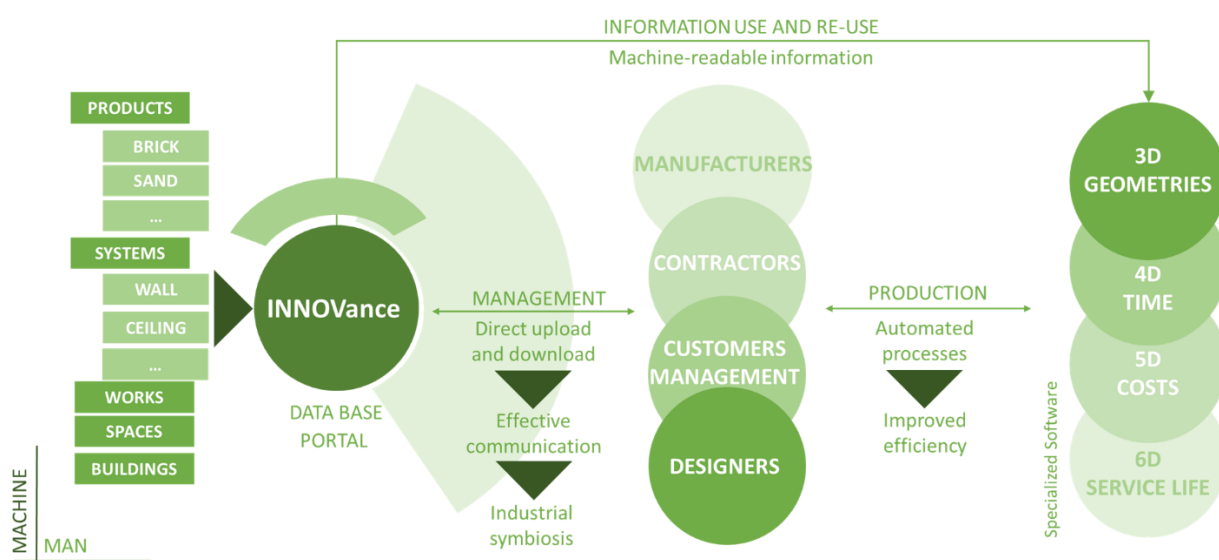 INFORMATION USE AND RE-USE
Machine-readable information
PRODUCTS
BRICK
SAND
...
SYSTEMS
WALL
CEILING
...
WORKS
SPACES
BUILDINGS
MACHINE
MAN
INNOVance
DATA BASE
PORTAL
MANAGEMENT
Direct upload
and download
Effective
communication
Industrial
symbiosis
MANUFACTURERS
CONTRACTORS
CUSTOMERS
MANAGEMENT
DESIGNERS
PRODUCTION
Automated
processes
Improved
efficiency
Specialized Software
3D
GEOMETRIES
4D
TIME
5D
COSTS
6D
SERVICE LIFE